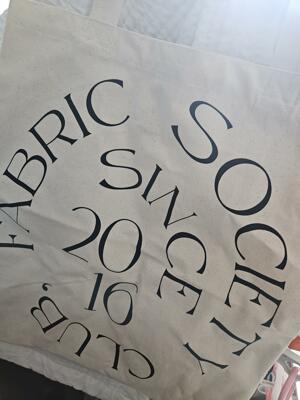 FABRIC
SOCIETY
CLUB,
SINCE
20
16